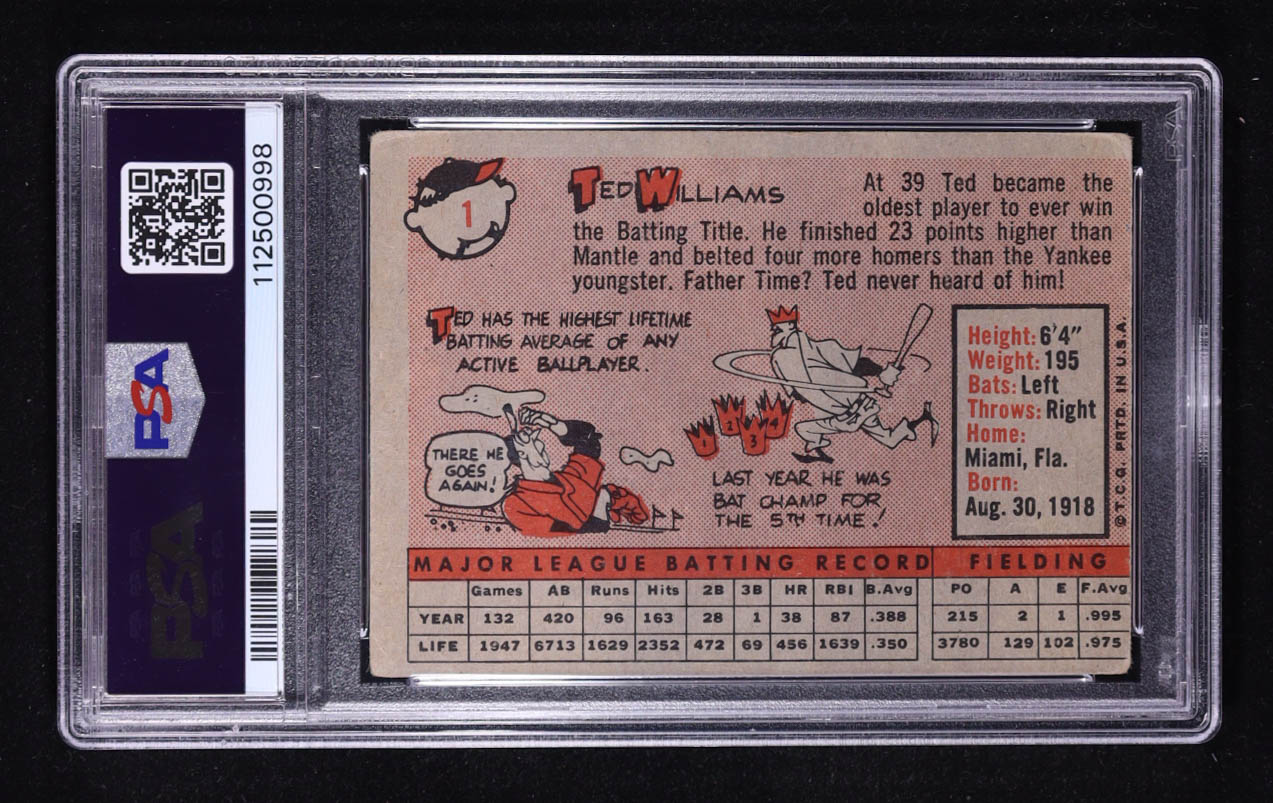 112500998
PSA
PSA
PSA
1
TED WILLIAMS
At 39 Ted became the
oldest player to ever win
the Batting Title. He finished 23 points higher than
Mantle and belted four more homers than the Yankee
youngster. Father Time? Ted never heard of him!
TED HAS THE HIGHEST LIFETIME
BATTING AVERAGE OF ANY
ACTIVE BALLPLAYER.
THERE HE
GOES
AGAIN!
1 2 3 4
LAST YEAR HE WAS
BAT CHAMP FOR
THE 5TH TIME!
Height: 6'4"
Weight: 195
Bats: Left
Throws: Right
Home:
Miami, Fla.
Born:
Aug. 30, 1918
©T.C.G. PRTD. IN U.S.A.
MAJOR LEAGUE BATTING RECORD FIELDING
Games AB Runs Hits 2B 3B HR RBI B.Avg PO A E F.Avg
YEAR 132 420 96 163 28 1 38 87 .388 215 2 1 .995
LIFE 1947 6713 1629 2352 472 69 456 1639 .350 3780 129 102 .975